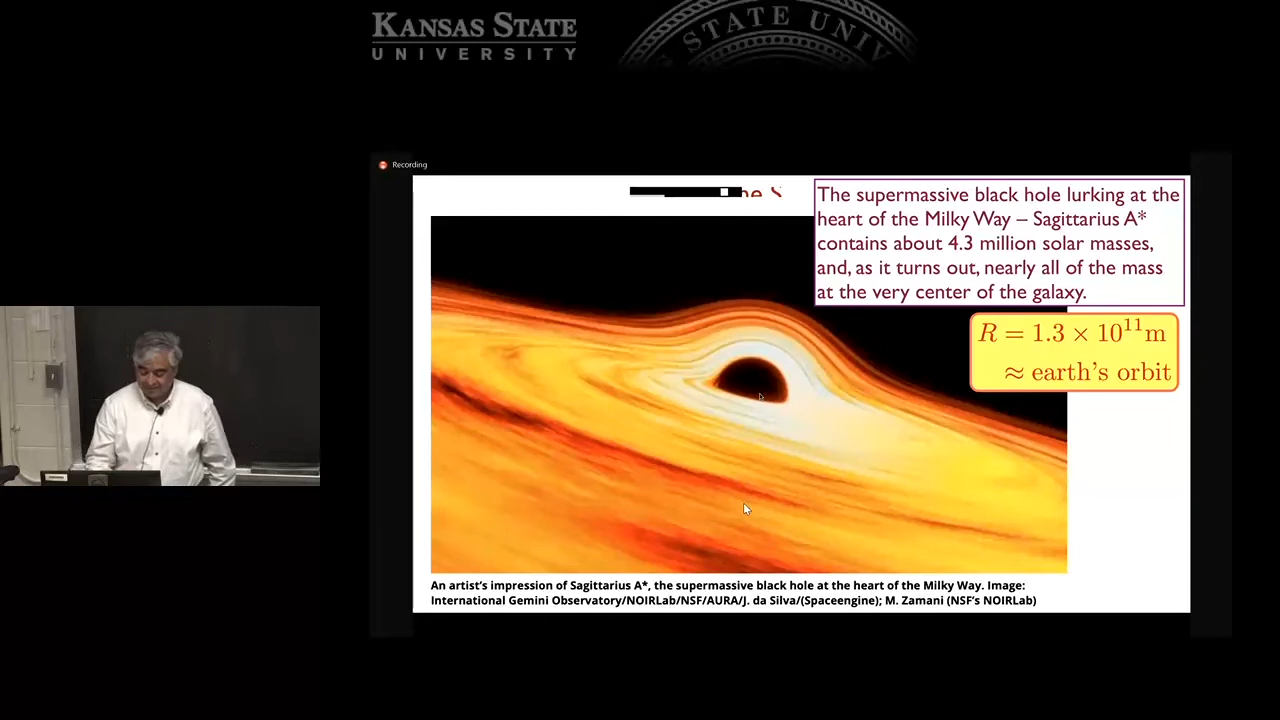 KANSAS STATE
UNIVERSITY
STATE UNIV
Recording
The supermassive black hole lurking at the
heart of the Milky Way – Sagittarius A*
contains about 4.3 million solar masses,
and, as it turns out, nearly all of the mass
at the very center of the galaxy.
R = 1.3 × 10¹¹m
≈ earth's orbit
An artist's impression of Sagittarius A*, the supermassive black hole at the heart of the Milky Way. Image:
International Gemini Observatory/NOIRLab/NSF/AURA/J. da Silva/(Spaceengine); M. Zamani (NSF's NOIRLab)